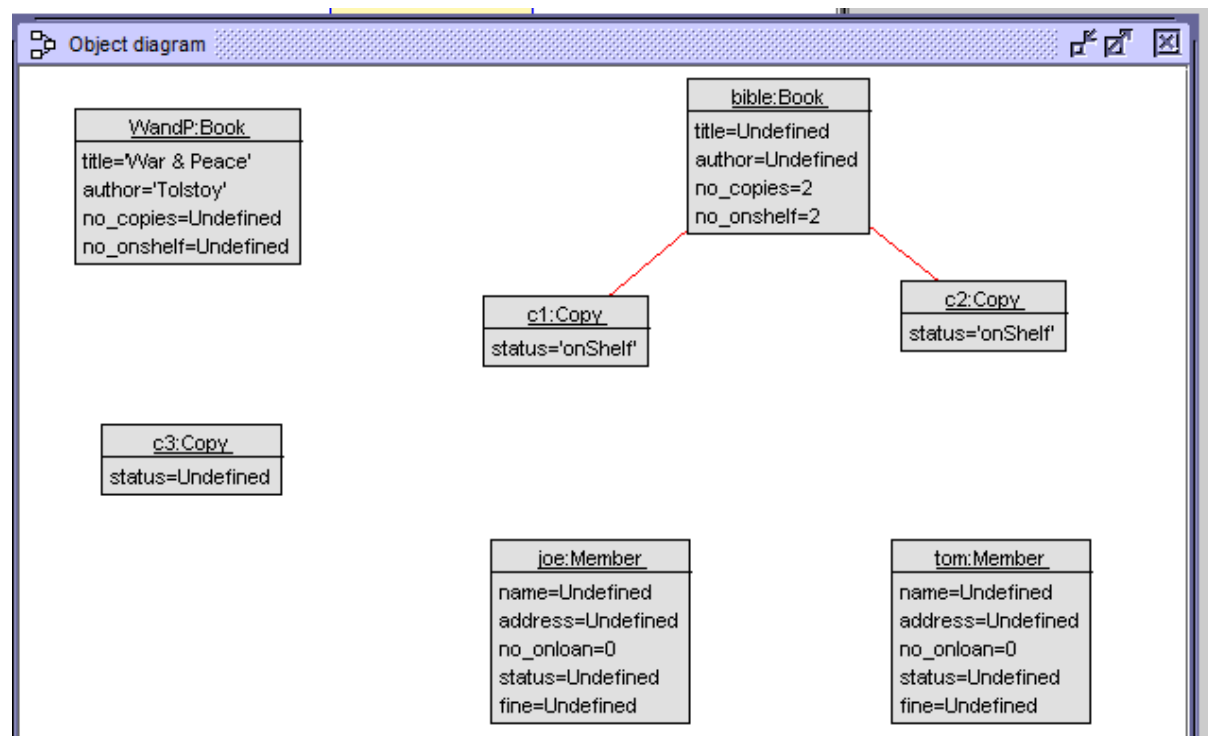 Object diagram
WandP:Book
title='War & Peace'
author='Tolstoy'
no_copies=Undefined
no_onshelf=Undefined
bible:Book
title=Undefined
author=Undefined
no_copies=2
no_onshelf=2
c1:Copy
status='onShelf'
c2:Copy
status='onShelf'
c3:Copy
status=Undefined
joe:Member
name=Undefined
address=Undefined
no_onloan=0
status=Undefined
fine=Undefined
tom:Member
name=Undefined
address=Undefined
no_onloan=0
status=Undefined
fine=Undefined